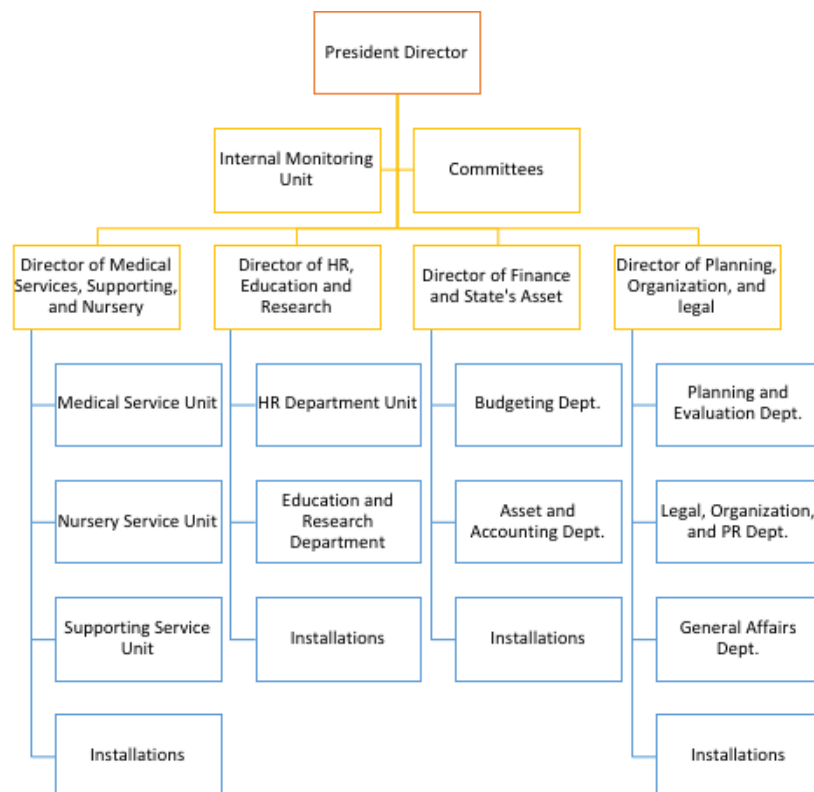 President Director
Internal Monitoring
Unit
Committees
Director of Medical
Services, Supporting,
and Nursery
Director of HR,
Education and
Research
Director of Finance
and State's Asset
Director of Planning,
Organization, and
legal
Medical Service Unit
HR Department Unit
Budgeting Dept.
Planning and
Evaluation Dept.
Nursery Service Unit
Education and
Research
Department
Asset and
Accounting Dept.
Legal, Organization,
and PR Dept.
Supporting Service
Unit
Installations
Installations
General Affairs
Dept.
Installations
Installations